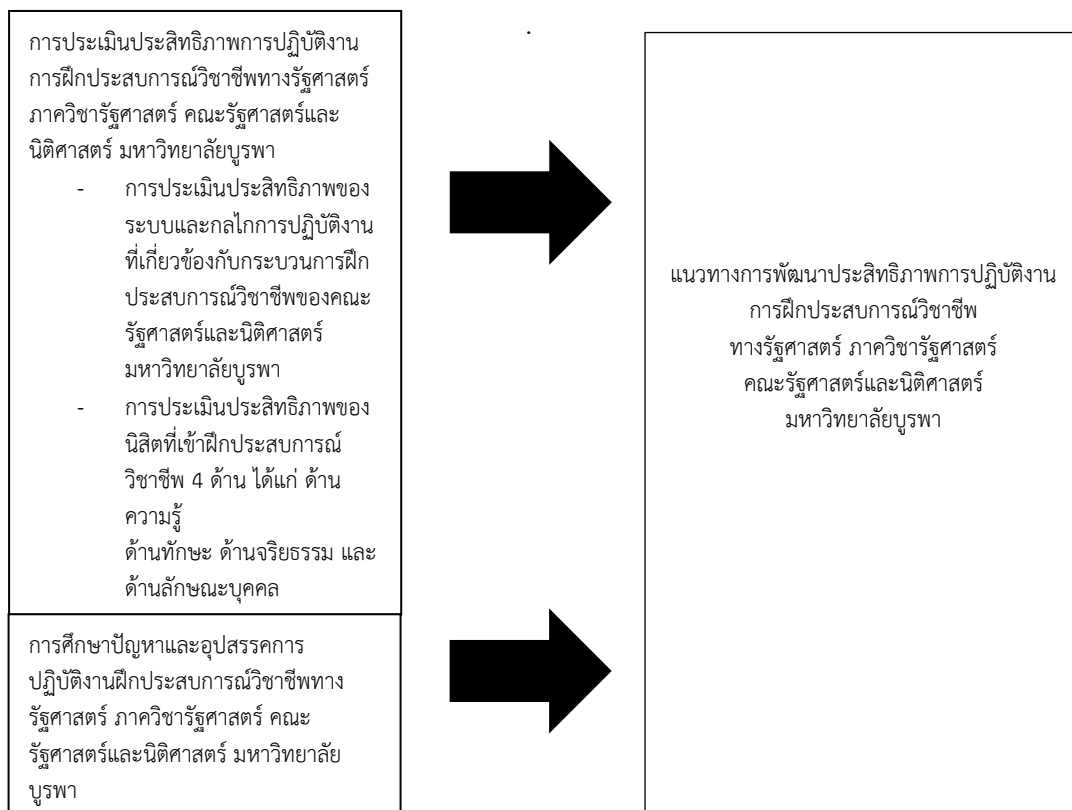 การประเมินประสิทธิภาพการปฏิบัติงาน
การฝึกประสบการณ์วิชาชีพทางรัฐศาสตร์
ภาควิชารัฐศาสตร์ คณะรัฐศาสตร์และ
นิติศาสตร์ มหาวิทยาลัยบูรพา
- การประเมินประสิทธิภาพของ
ระบบและกลไกการปฏิบัติงาน
ที่เกี่ยวข้องกับกระบวนการฝึก
ประสบการณ์วิชาชีพของคณะ
รัฐศาสตร์และนิติศาสตร์
มหาวิทยาลัยบูรพา
- การประเมินประสิทธิภาพของ
นิสิตที่เข้าฝึกประสบการณ์
วิชาชีพ 4 ด้าน ได้แก่ ด้าน
ความรู้
ด้านทักษะ ด้านจริยธรรม และ
ด้านลักษณะบุคคล
การศึกษาปัญหาและอุปสรรคการ
ปฏิบัติงานฝึกประสบการณ์วิชาชีพทาง
รัฐศาสตร์ ภาควิชารัฐศาสตร์ คณะ
รัฐศาสตร์และนิติศาสตร์ มหาวิทยาลัย
บูรพา
.
แนวทางการพัฒนาประสิทธิภาพการปฏิบัติงาน
การฝึกประสบการณ์วิชาชีพ
ทางรัฐศาสตร์ ภาควิชารัฐศาสตร์
คณะรัฐศาสตร์และนิติศาสตร์
มหาวิทยาลัยบูรพา